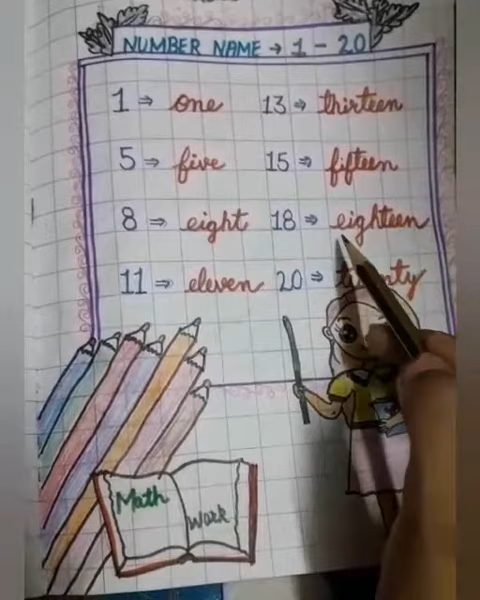 NUMBER NAME → 1 - 20
1 ⇒ one 13 ⇒ thirteen
5 ⇒ five 15 ⇒ fifteen
8 ⇒ eight 18 ⇒ eighteen
11 ⇒ eleven 20 ⇒ twenty
Math Work